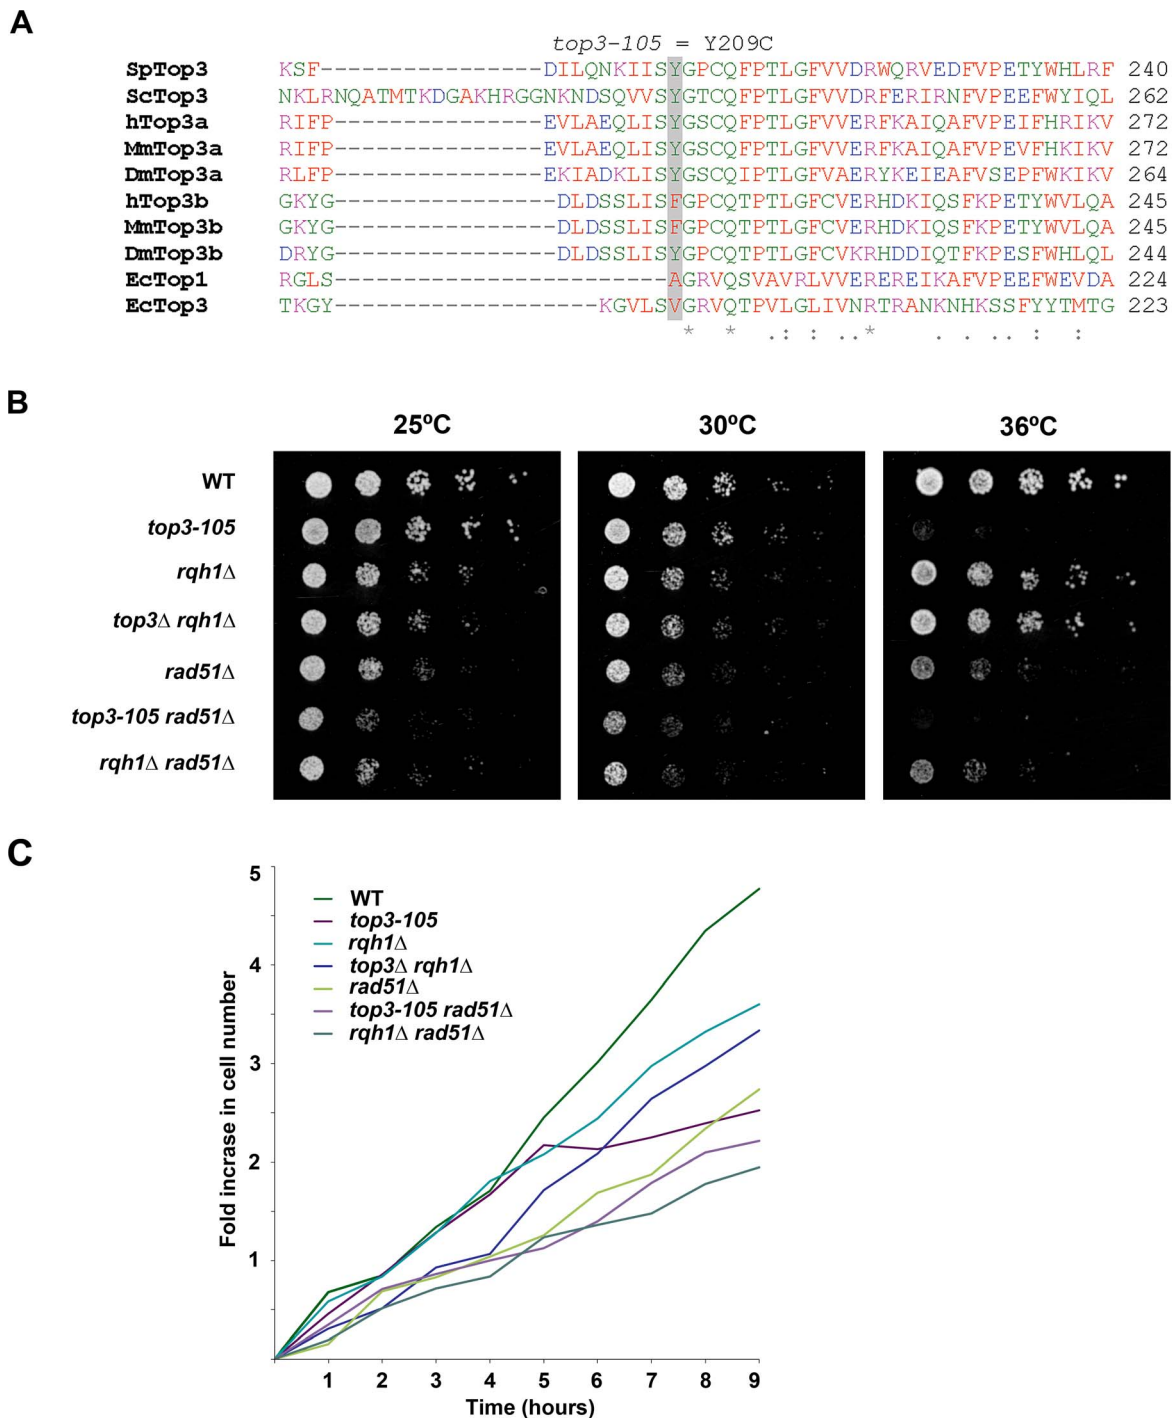 A
top3-105 = Y209C
SpTop3 KSF----------------DILQNKIISYGPCQFPTLGFVVDRWQRVEDFVPETYWHLRF 240
ScTop3 NKLRNQATMTKDGAKHRGGNKNDSQVVSYGTCQFPTLGFVVDRFERIRNFVPEEFWYIQL 262
hTop3a RIFP---------------EVLAEQLISYGSCQFPTLGFVVERFKAIQAFVPEIFHRIKV 272
MmTop3a RIFP---------------EVLAEQLISYGSCQFPTLGFVVERFKAIQAFVPEVFHKIKV 272
DmTop3a RLFP---------------EKIADKLISYGSCQIPTLGFVAERYKEIEAFVSEPFWKIKV 264
hTop3b GKYG----------------DLDSSLISFGPCQTPTLGFCVERHDKIQSFKPETYWVLQA 245
MmTop3b GKYG----------------DLDSSLISFGPCQTPTLGFCVERHDKIQSFKPETYWVLQA 245
DmTop3b DRYG----------------DLDSSLISYGPCQTPTLGFCVKRHDDIQTFKPESFWHLQL 244
EcTop1 RGLS------------------------AGRVQSVAVRLVVEREREIKAFVPEEFWEVDA 224
EcTop3 TKGY-------------------KGVLSVGRVQTPVLGLIVNRTRANKNHKSSFYYTMTG 223
* * .: : ..* . . .. : :
B
25ºC 30ºC 36ºC
WT
top3-105
rqh1Δ
top3Δ rqh1Δ
rad51Δ
top3-105 rad51Δ
rqh1Δ rad51Δ
C
5
4
3
2
1
Fold incrase in cell number
WT
top3-105
rqh1Δ
top3Δ rqh1Δ
rad51Δ
top3-105 rad51Δ
rqh1Δ rad51Δ
1 2 3 4 5 6 7 8 9
Time (hours)